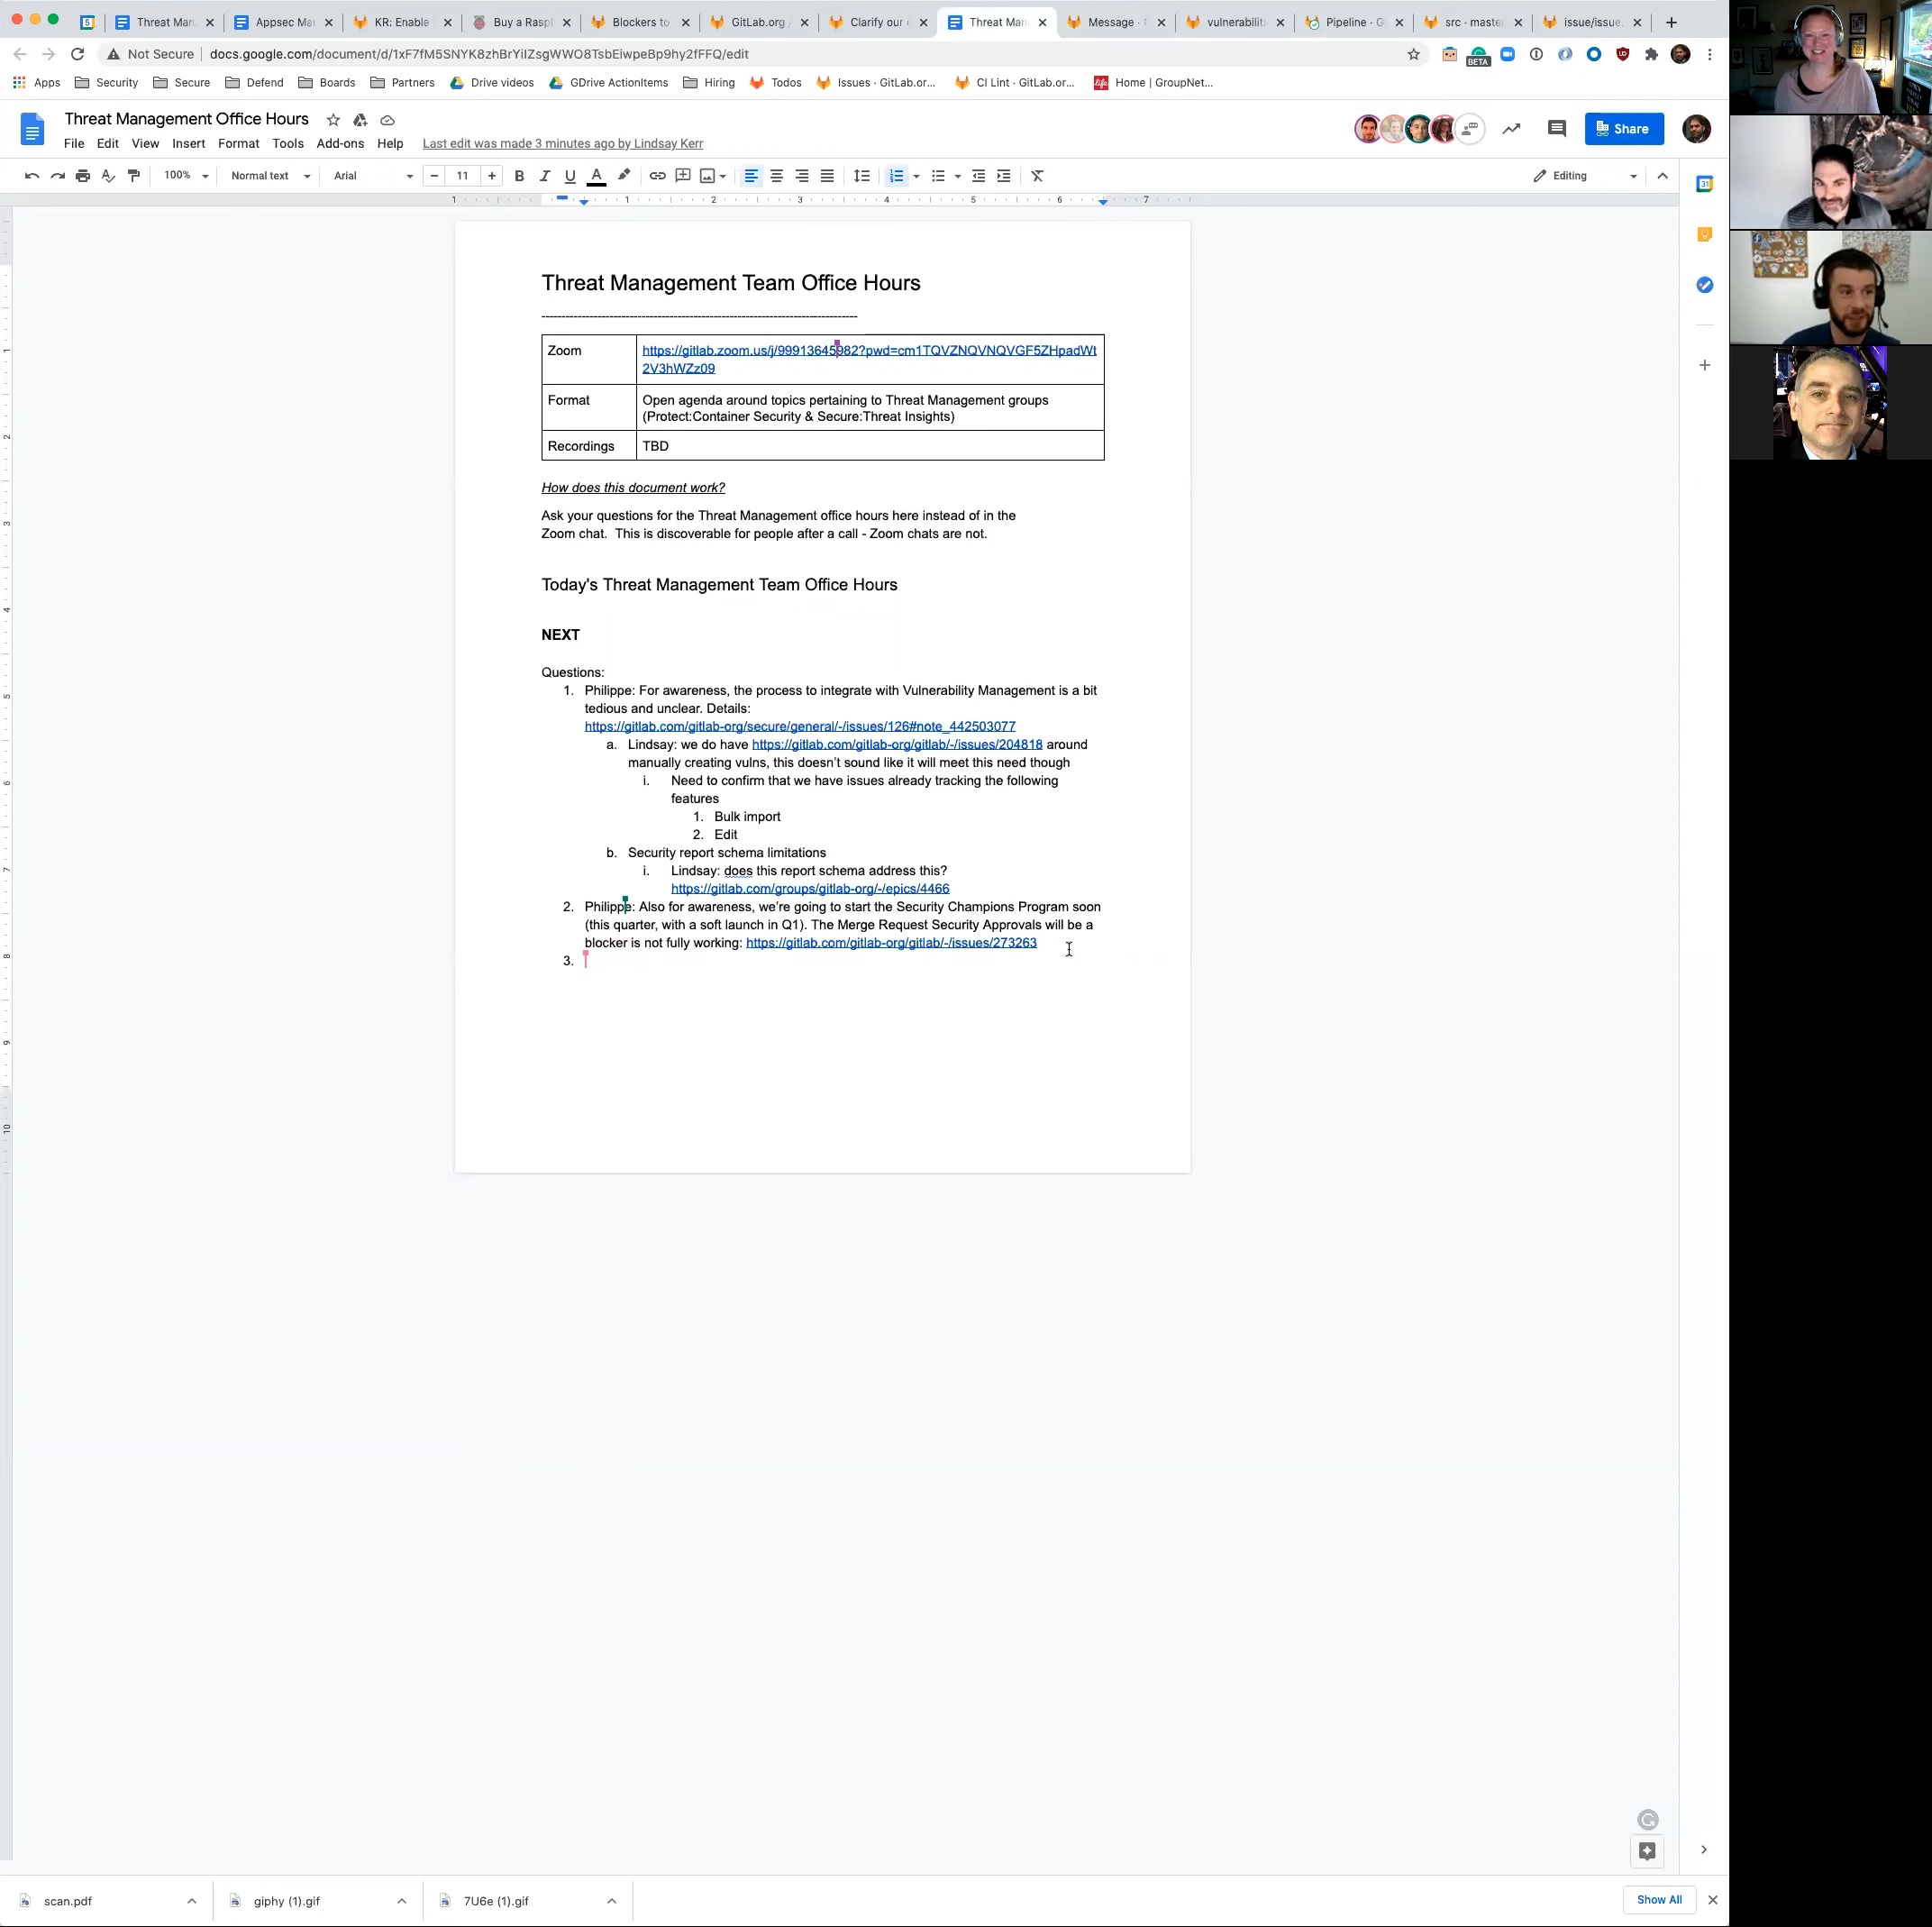 Threat Man
Appsec Ma
KR: Enable
Buy a Rasp
Blockers to
GitLab.org
Clarify our
Threat Man
Message ·
vulnerabiliti
Pipeline · G
src · master
issue/issue.
Not Secure
docs.google.com/document/d/1xF7fM5SNYK8zhBrYiIZsgWWO8TsbEiwpeBp9hy2fFFQ/edit
BETA
Apps
Security
Secure
Defend
Boards
Partners
Drive videos
GDrive ActionItems
Hiring
Todos
Issues · GitLab.or...
CI Lint · GitLab.or...
Home | GroupNet...
Threat Management Office Hours
File Edit View Insert Format Tools Add-ons Help
Last edit was made 3 minutes ago by Lindsay Kerr
Share
100%
Normal text
Arial
11
Editing
1 1 2 3 4 5 6 7
Threat Management Team Office Hours
Zoom
https://gitlab.zoom.us/j/99913645982?pwd=cm1TQVZNQVNQVGF5ZHpadWt
2V3hWZz09
Format
Open agenda around topics pertaining to Threat Management groups
(Protect:Container Security & Secure:Threat Insights)
Recordings
TBD
How does this document work?
Ask your questions for the Threat Management office hours here instead of in the
Zoom chat. This is discoverable for people after a call - Zoom chats are not.
Today's Threat Management Team Office Hours
NEXT
Questions:
1. Philippe: For awareness, the process to integrate with Vulnerability Management is a bit
tedious and unclear. Details:
https://gitlab.com/gitlab-org/secure/general/-/issues/126#note_442503077
a. Lindsay: we do have https://gitlab.com/gitlab-org/gitlab/-/issues/204818 around
manually creating vulns, this doesn't sound like it will meet this need though
i. Need to confirm that we have issues already tracking the following
features
1. Bulk import
2. Edit
b. Security report schema limitations
i. Lindsay: does this report schema address this?
https://gitlab.com/groups/gitlab-org/-/epics/4466
2. Philippe: Also for awareness, we're going to start the Security Champions Program soon
(this quarter, with a soft launch in Q1). The Merge Request Security Approvals will be a
blocker is not fully working: https://gitlab.com/gitlab-org/gitlab/-/issues/273263
3.
scan.pdf
giphy (1).gif
7U6e (1).gif
Show All